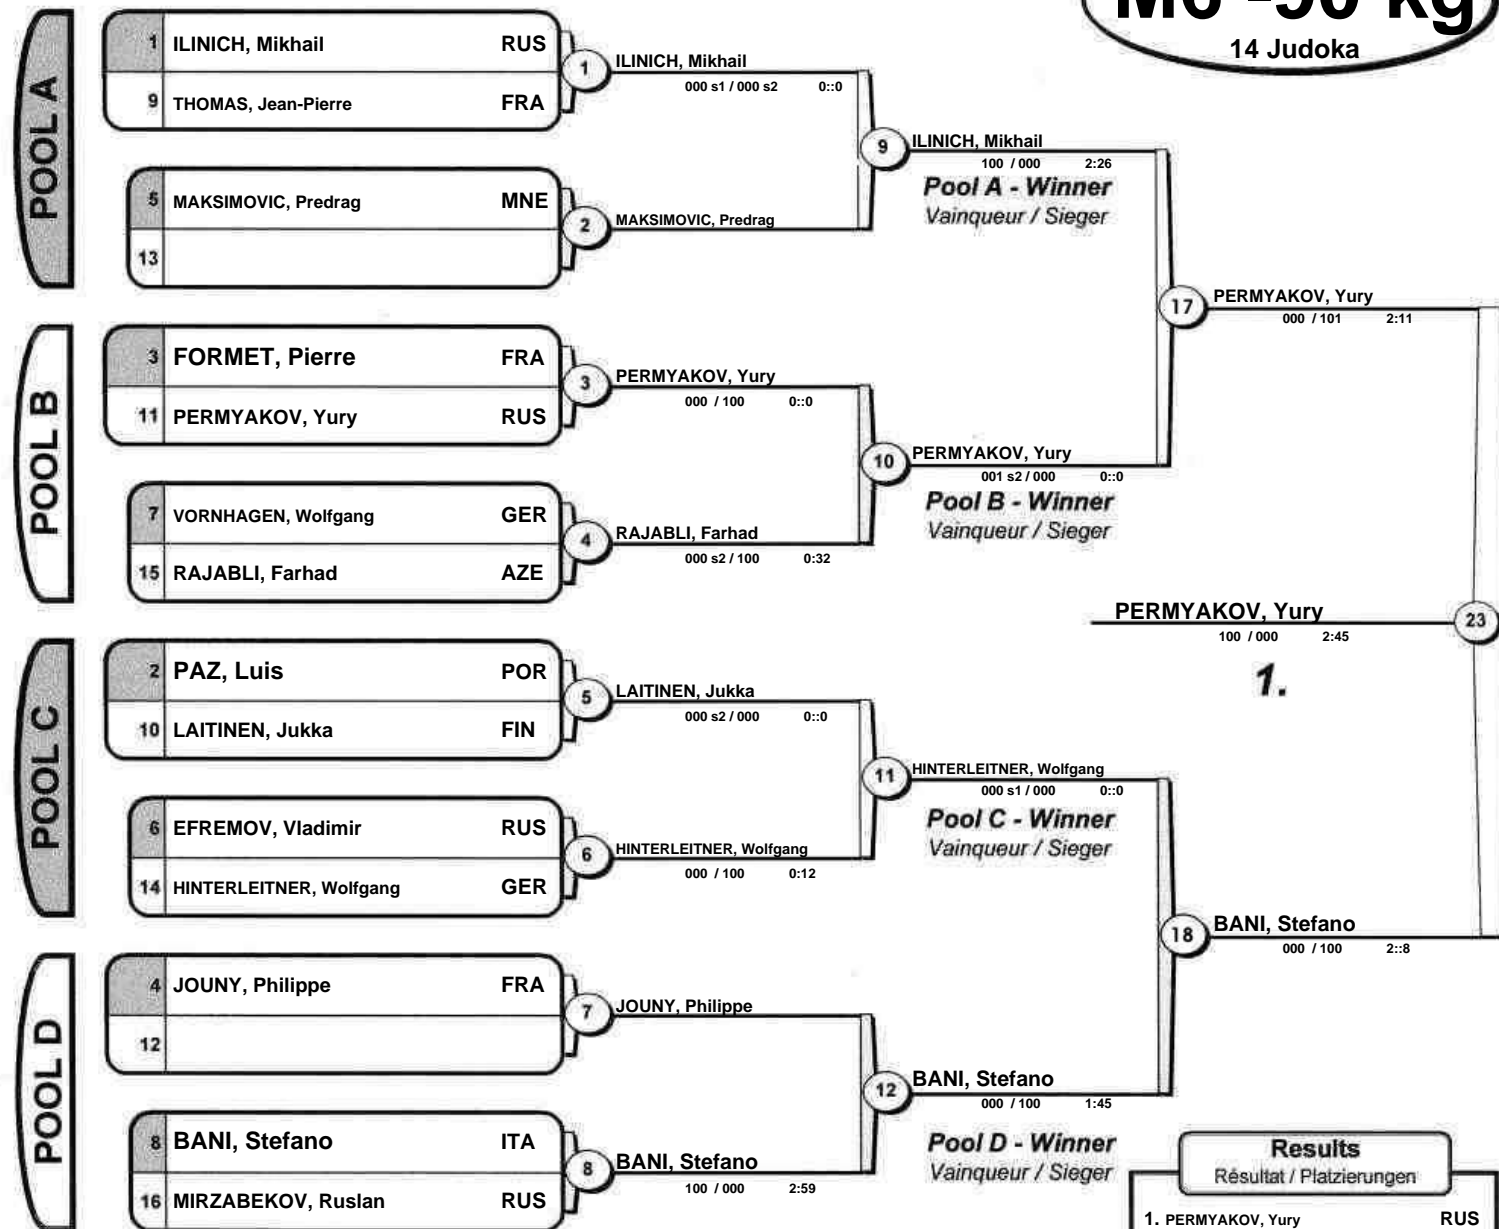 M6 -90 kg
14 Judoka
POOL A
1 ILINICH, Mikhail RUS
9 THOMAS, Jean-Pierre FRA
1
ILINICH, Mikhail
000 s1 / 000 s2 0::0
5 MAKSIMOVIC, Predrag MNE
13
2
MAKSIMOVIC, Predrag
9
ILINICH, Mikhail
100 / 000 2:26
Pool A - Winner
Vainqueur / Sieger
POOL B
3 FORMET, Pierre FRA
11 PERMYAKOV, Yury RUS
3
PERMYAKOV, Yury
000 / 100 0::0
7 VORNHAGEN, Wolfgang GER
15 RAJABLI, Farhad AZE
4
RAJABLI, Farhad
000 s2 / 100 0:32
10
PERMYAKOV, Yury
001 s2 / 000 0::0
Pool B - Winner
Vainqueur / Sieger
17
PERMYAKOV, Yury
000 / 101 2:11
PERMYAKOV, Yury
100 / 000 2:45
1.
23
POOL C
2 PAZ, Luis POR
10 LAITINEN, Jukka FIN
5
LAITINEN, Jukka
000 s2 / 000 0::0
6 EFREMOV, Vladimir RUS
14 HINTERLEITNER, Wolfgang GER
6
HINTERLEITNER, Wolfgang
000 / 100 0:12
11
HINTERLEITNER, Wolfgang
000 s1 / 000 0::0
Pool C - Winner
Vainqueur / Sieger
18
BANI, Stefano
000 / 100 2::8
POOL D
4 JOUNY, Philippe FRA
12
7
JOUNY, Philippe
8 BANI, Stefano ITA
16 MIRZABEKOV, Ruslan RUS
8
BANI, Stefano
100 / 000 2:59
12
BANI, Stefano
000 / 100 1:45
Pool D - Winner
Vainqueur / Sieger
Results
Résultat / Platzierungen
1. PERMYAKOV, Yury RUS